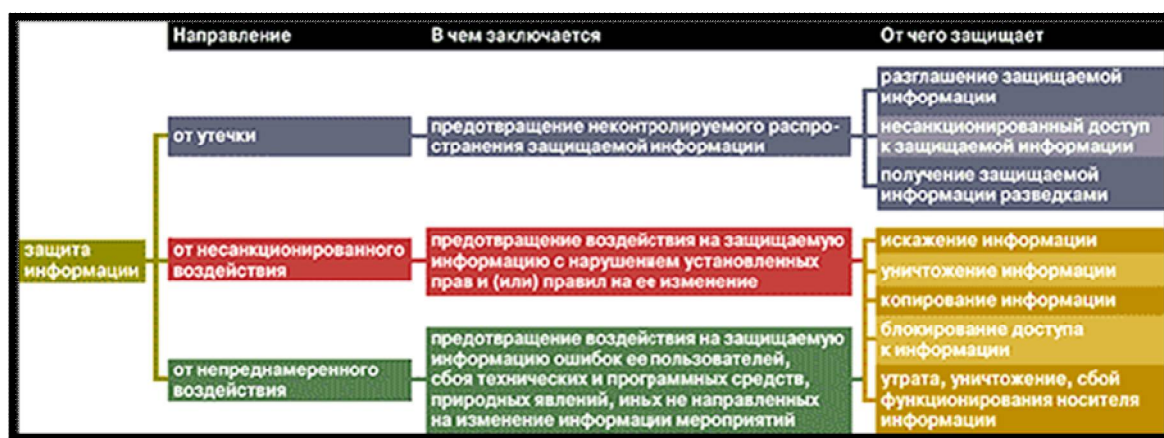 Направление
В чем заключается
От чего защищает
защита
информации
от утечки
предотвращение неконтролируемого распро-
странения защищаемой информации
разглашение защищаемой
информации
несанкционированный доступ
к защищаемой информации
получение защищаемой
информации разведками
от несанкционированного
воздействия
предотвращение воздействия на защищаемую
информацию с нарушением установленных
прав и (или) правил на ее изменение
от непреднамеренного
воздействия
предотвращение воздействия на защищаемую
информацию ошибок ее пользователей,
сбоя технических и программных средств,
природных явлений, иных не направленных
на изменение информации мероприятий
искажение информации
уничтожение информации
копирование информации
блокирование доступа
к информации
утрата, уничтожение, сбой
функционирования носителя
информации